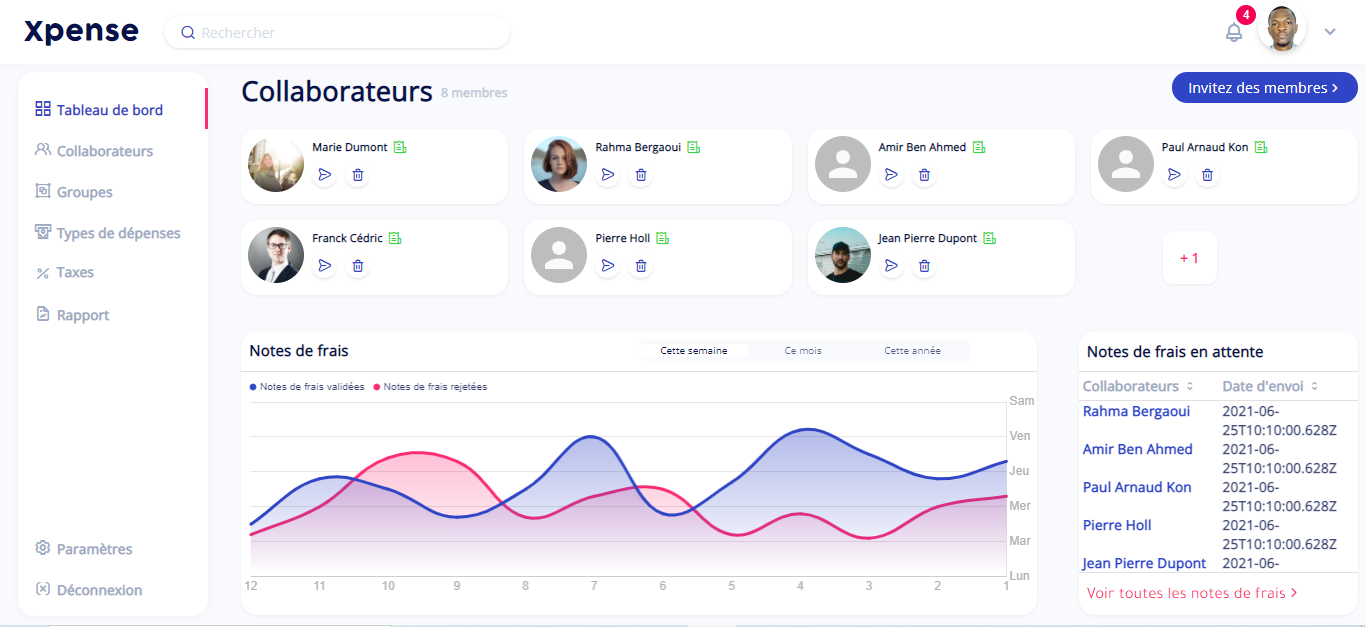 Xpense
Rechercher
4
Tableau de bord
Collaborateurs
Groupes
Types de dépenses
Taxes
Rapport
Paramètres
Déconnexion
Collaborateurs 8 membres
Invitez des membres >
Marie Dumont
Rahma Bergaoui
Amir Ben Ahmed
Paul Arnaud Kon
Franck Cédric
Pierre Holl
Jean Pierre Dupont
+ 1
Notes de frais
Cette semaine Ce mois Cette année
Notes de frais validées Notes de frais rejetées
Sam
Ven
Jeu
Mer
Mar
Lun
12 11 10 9 8 7 6 5 4 3 2 1
Notes de frais en attente
Collaborateurs Date d'envoi
Rahma Bergaoui 2021-06-
25T10:10:00.628Z
Amir Ben Ahmed 2021-06-
25T10:10:00.628Z
Paul Arnaud Kon 2021-06-
25T10:10:00.628Z
Pierre Holl 2021-06-
25T10:10:00.628Z
Jean Pierre Dupont 2021-06-
Voir toutes les notes de frais >